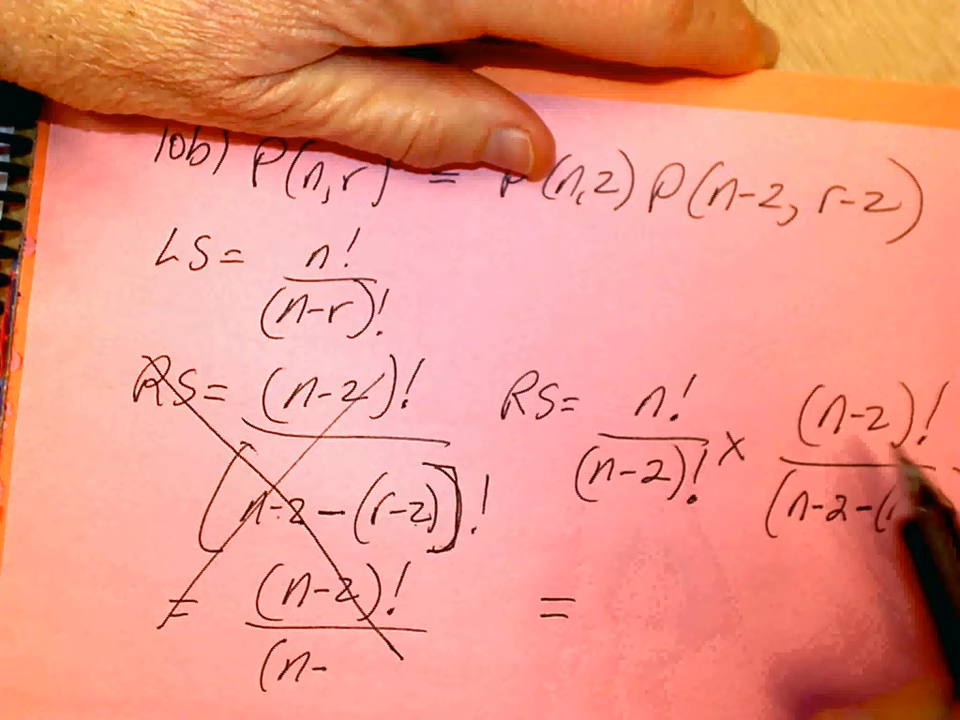 10b) P(n,r) = P(n,2) P(n-2, r-2)
LS = n!
(n-r)!
RS = (n-2)! RS = n! × (n-2)!
[n-2-(r-2)]! (n-2)! (n-2-(
= (n-2)! =
(n-